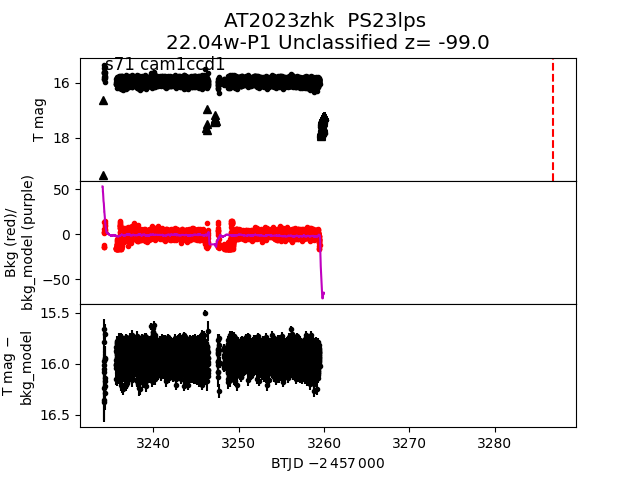 AT2023zhk  PS23lps
22.04w-P1 Unclassified z= -99.0
s71 cam1ccd1
T mag
16
18
Bkg (red)/
bkg_model (purple)
50
0
−50
T mag −
bkg_model
15.5
16.0
16.5
3240
3250
3260
3270
3280
BTJD −2 457 000